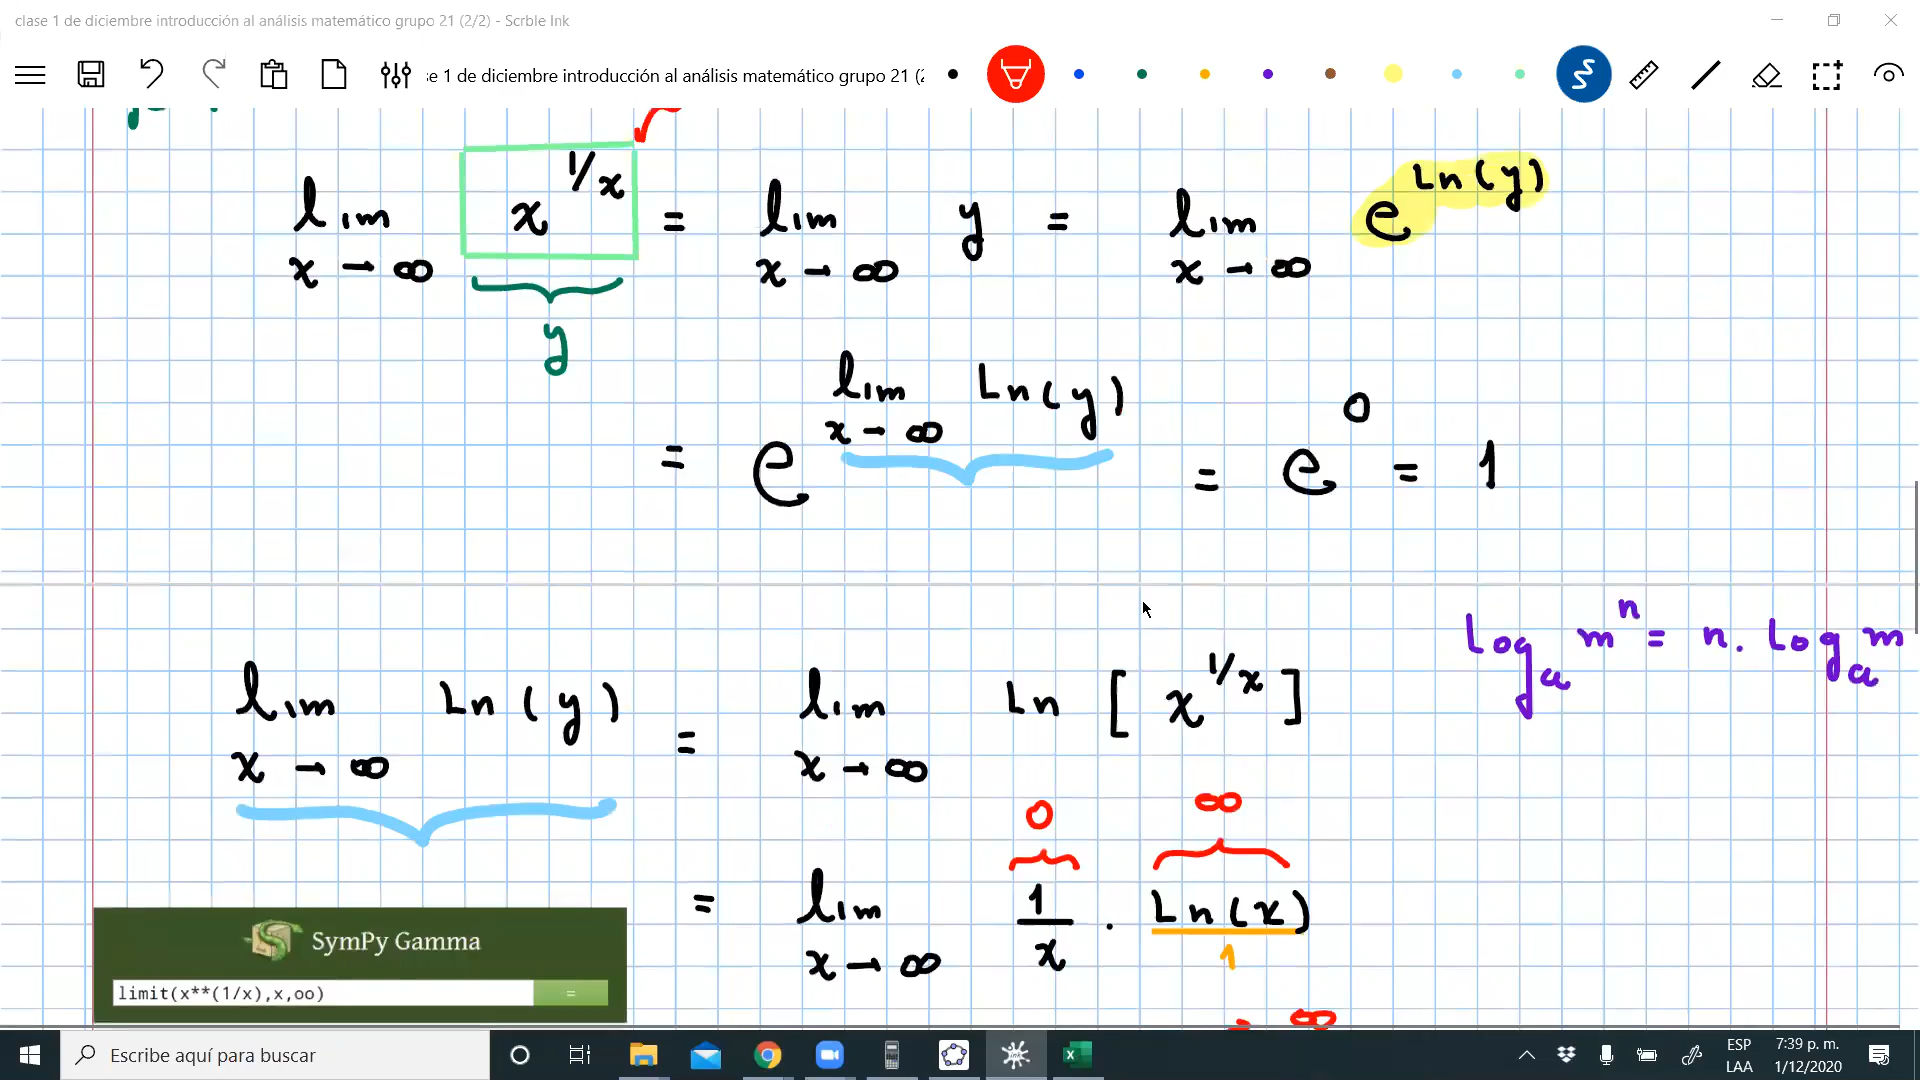 clase 1 de diciembre introducción al análisis matemático grupo 21 (2/2) - Scrble Ink
se 1 de diciembre introducción al análisis matemático grupo 21 (2
lim x→∞ x^{1/x} = lim x→∞ y = lim x→∞ e^{Ln(y)}
y
= e^{lim x→∞ Ln(y)} = e^0 = 1
Log_a m^n = n. Log_a m
lim x→∞ Ln(y) = lim x→∞ Ln [x^{1/x}]
0 ∞
= lim x→∞ 1/x · Ln(x)
1
∞
SymPy Gamma
limit(x**(1/x),x,oo)
=
Escribe aquí para buscar
ESP
LAA
7:39 p. m.
1/12/2020